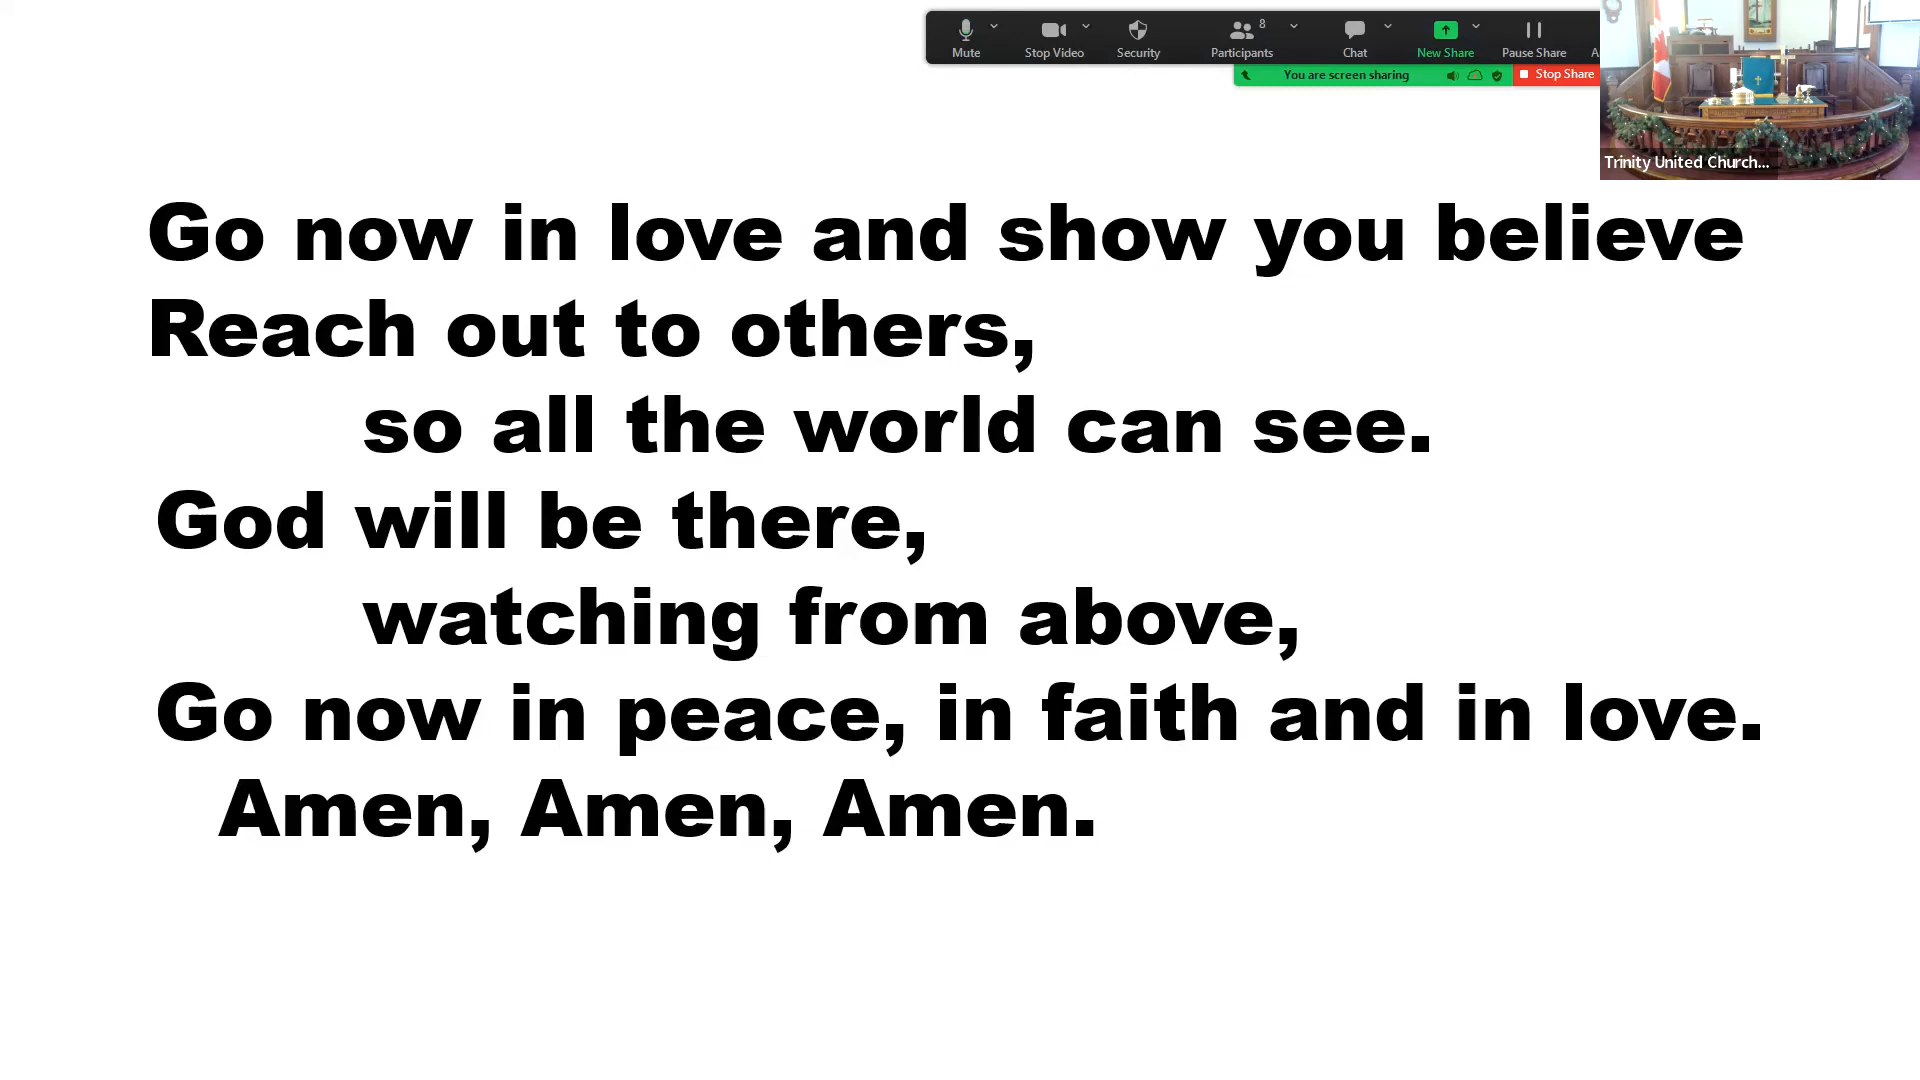 Mute
Stop Video
Security
8
Participants
Chat
New Share
Pause Share
You are screen sharing
Stop Share
Trinity United Church...
Go now in love and show you believe
Reach out to others,
so all the world can see.
God will be there,
watching from above,
Go now in peace, in faith and in love.
Amen, Amen, Amen.